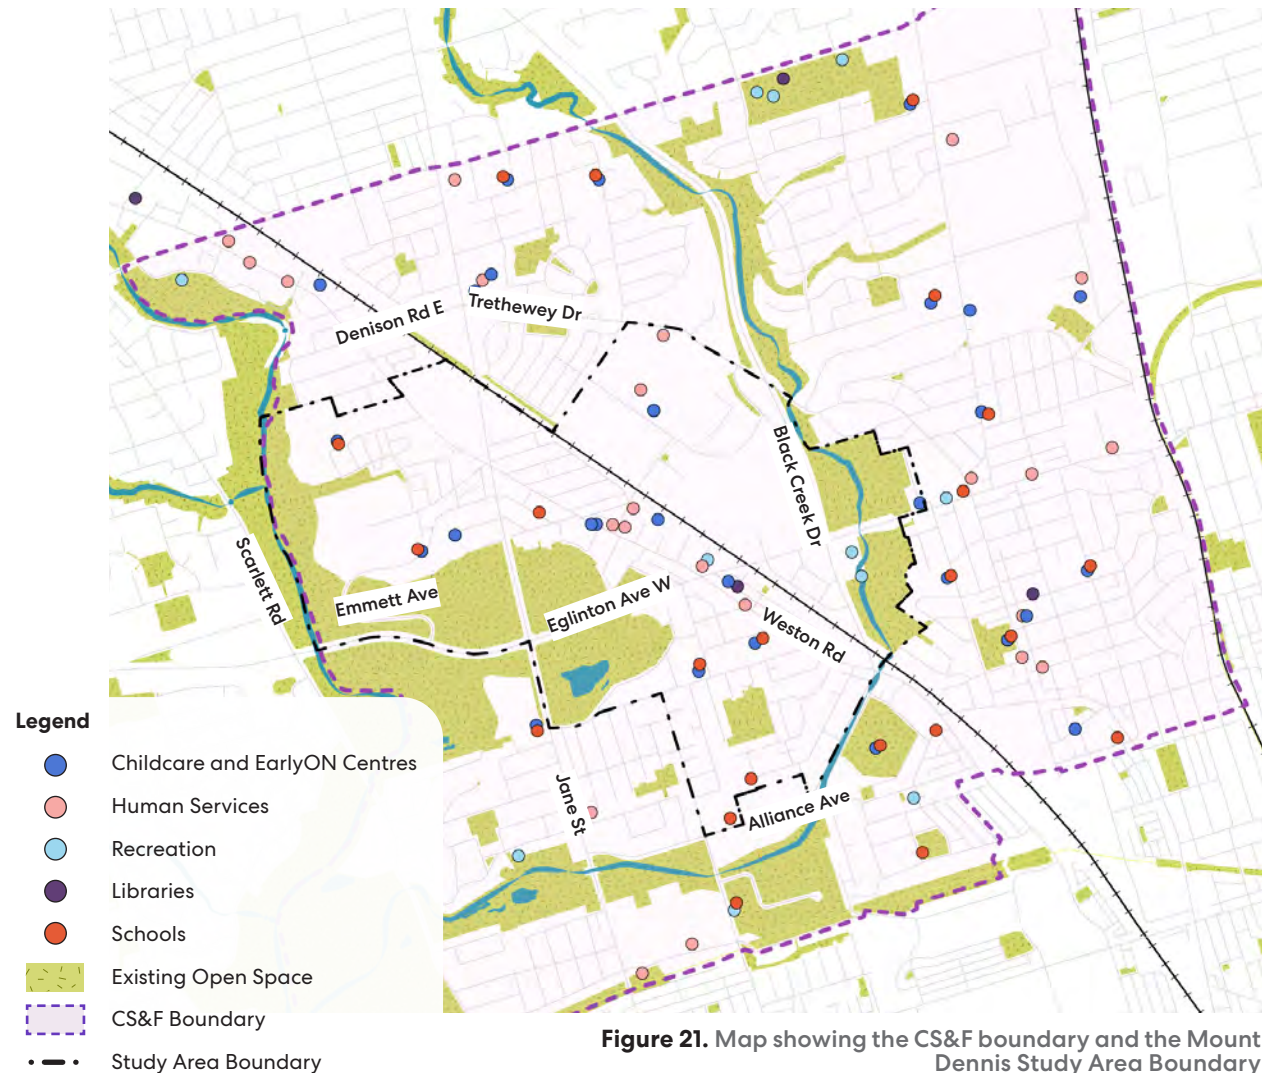 Denison Rd E
Trethewey Dr
Black Creek Dr
Scarlett Rd
Emmett Ave
Eglinton Ave W
Weston Rd
Jane St
Alliance Ave
Legend
Childcare and EarlyON Centres
Human Services
Recreation
Libraries
Schools
Existing Open Space
CS&F Boundary
Study Area Boundary
Figure 21. Map showing the CS&F boundary and the Mount
Dennis Study Area Boundary